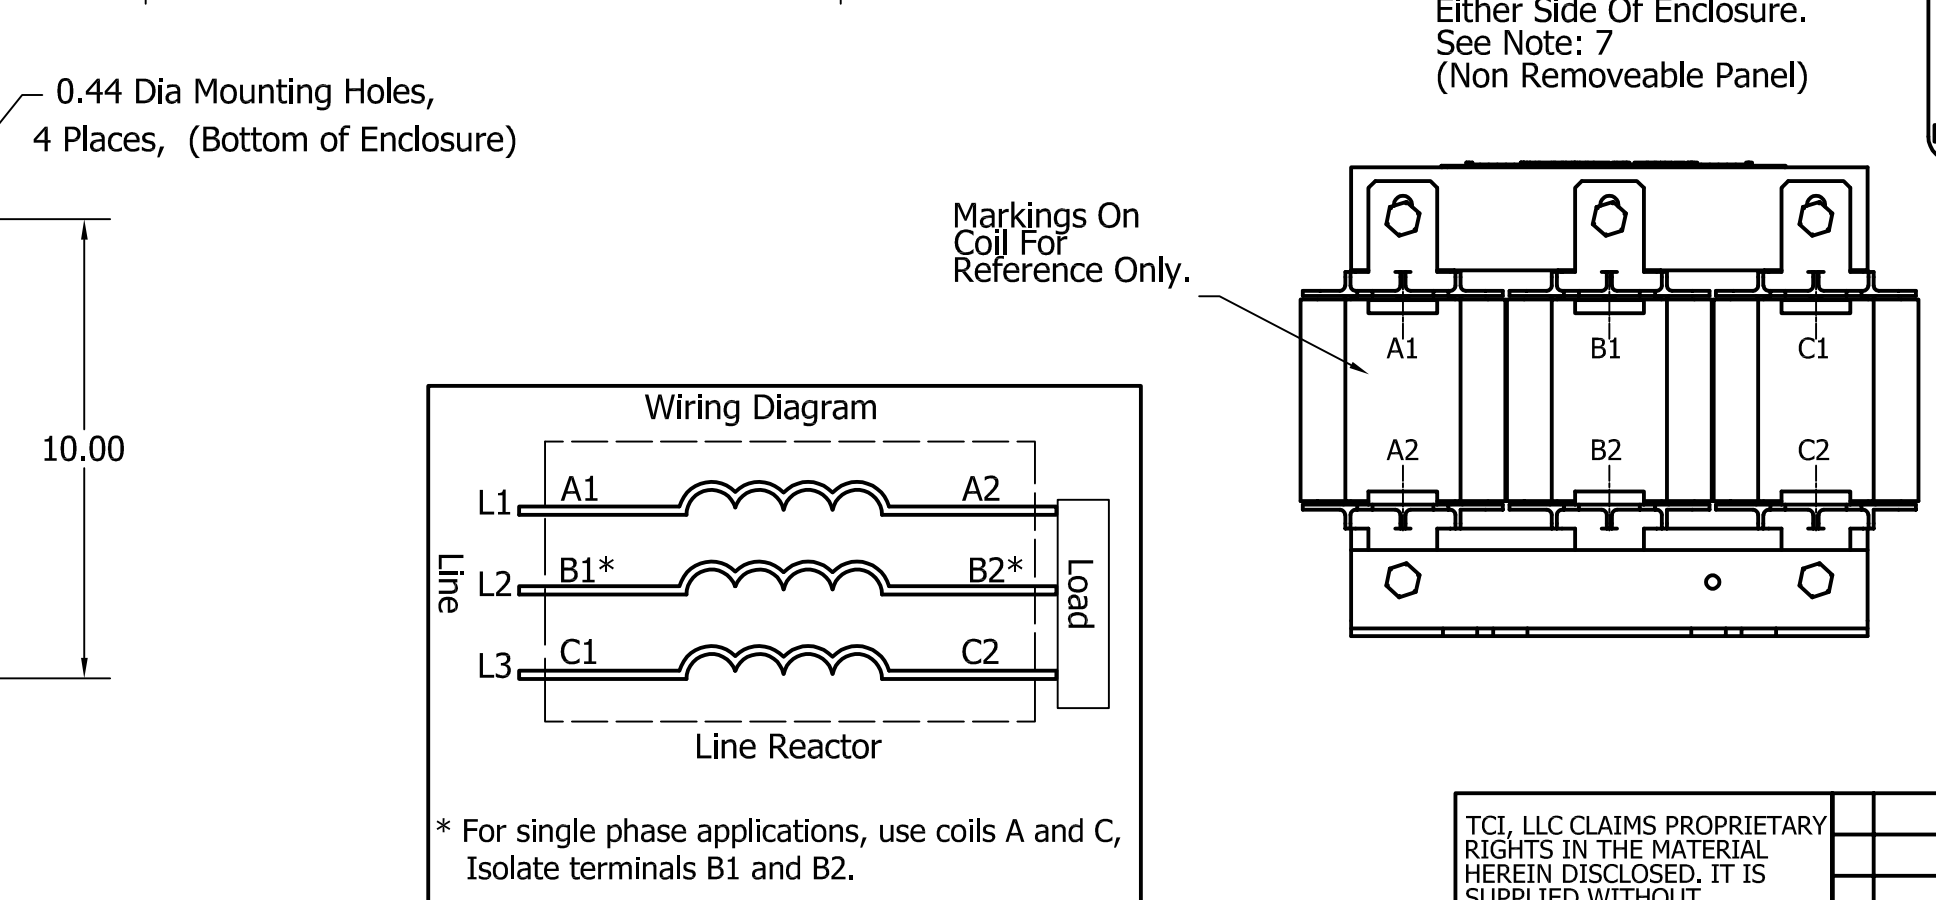 Either Side Of Enclosure.
See Note: 7
(Non Removeable Panel)
0.44 Dia Mounting Holes,
4 Places, (Bottom of Enclosure)
Markings On
Coil For
Reference Only.
10.00
A1
B1
C1
A2
B2
C2
Wiring Diagram
L1
A1
A2
Line
L2
B1*
B2*
Load
L3
C1
C2
Line Reactor
* For single phase applications, use coils A and C,
Isolate terminals B1 and B2.
TCI, LLC CLAIMS PROPRIETARY
RIGHTS IN THE MATERIAL
HEREIN DISCLOSED. IT IS
SUPPLIED WITHOUT